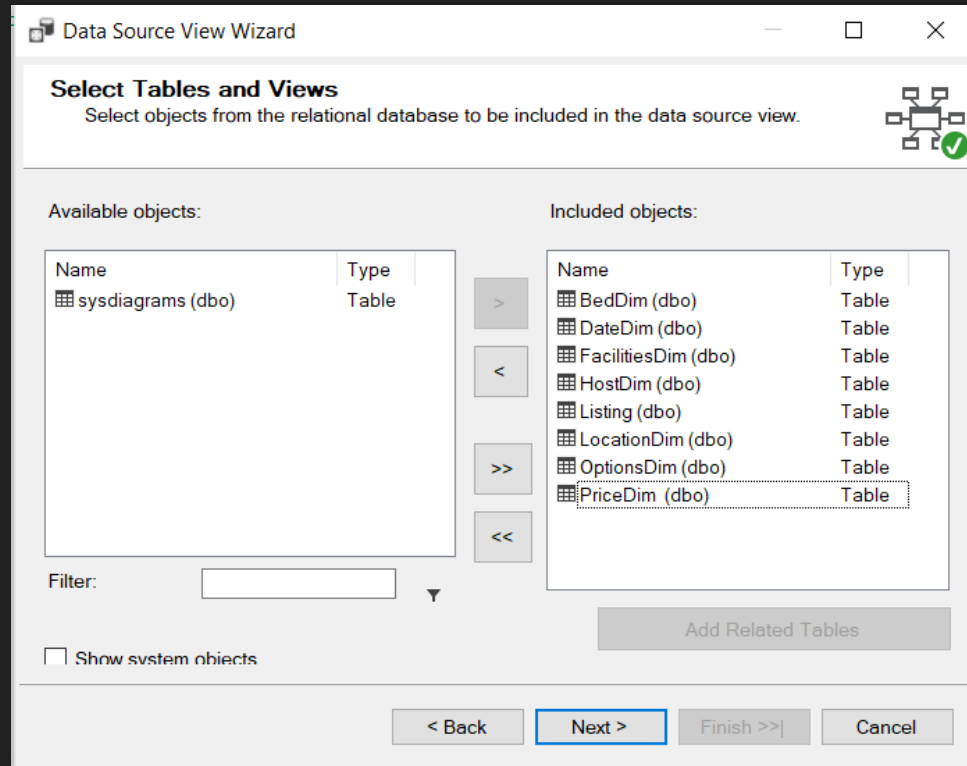 Data Source View Wizard
Select Tables and Views
Select objects from the relational database to be included in the data source view.
Available objects:
Name Type
sysdiagrams (dbo) Table
>
<
>>
<<
Included objects:
Name Type
BedDim (dbo) Table
DateDim (dbo) Table
FacilitiesDim (dbo) Table
HostDim (dbo) Table
Listing (dbo) Table
LocationDim (dbo) Table
OptionsDim (dbo) Table
PriceDim (dbo) Table
Filter:
Add Related Tables
Show system objects
< Back Next > Finish >>| Cancel